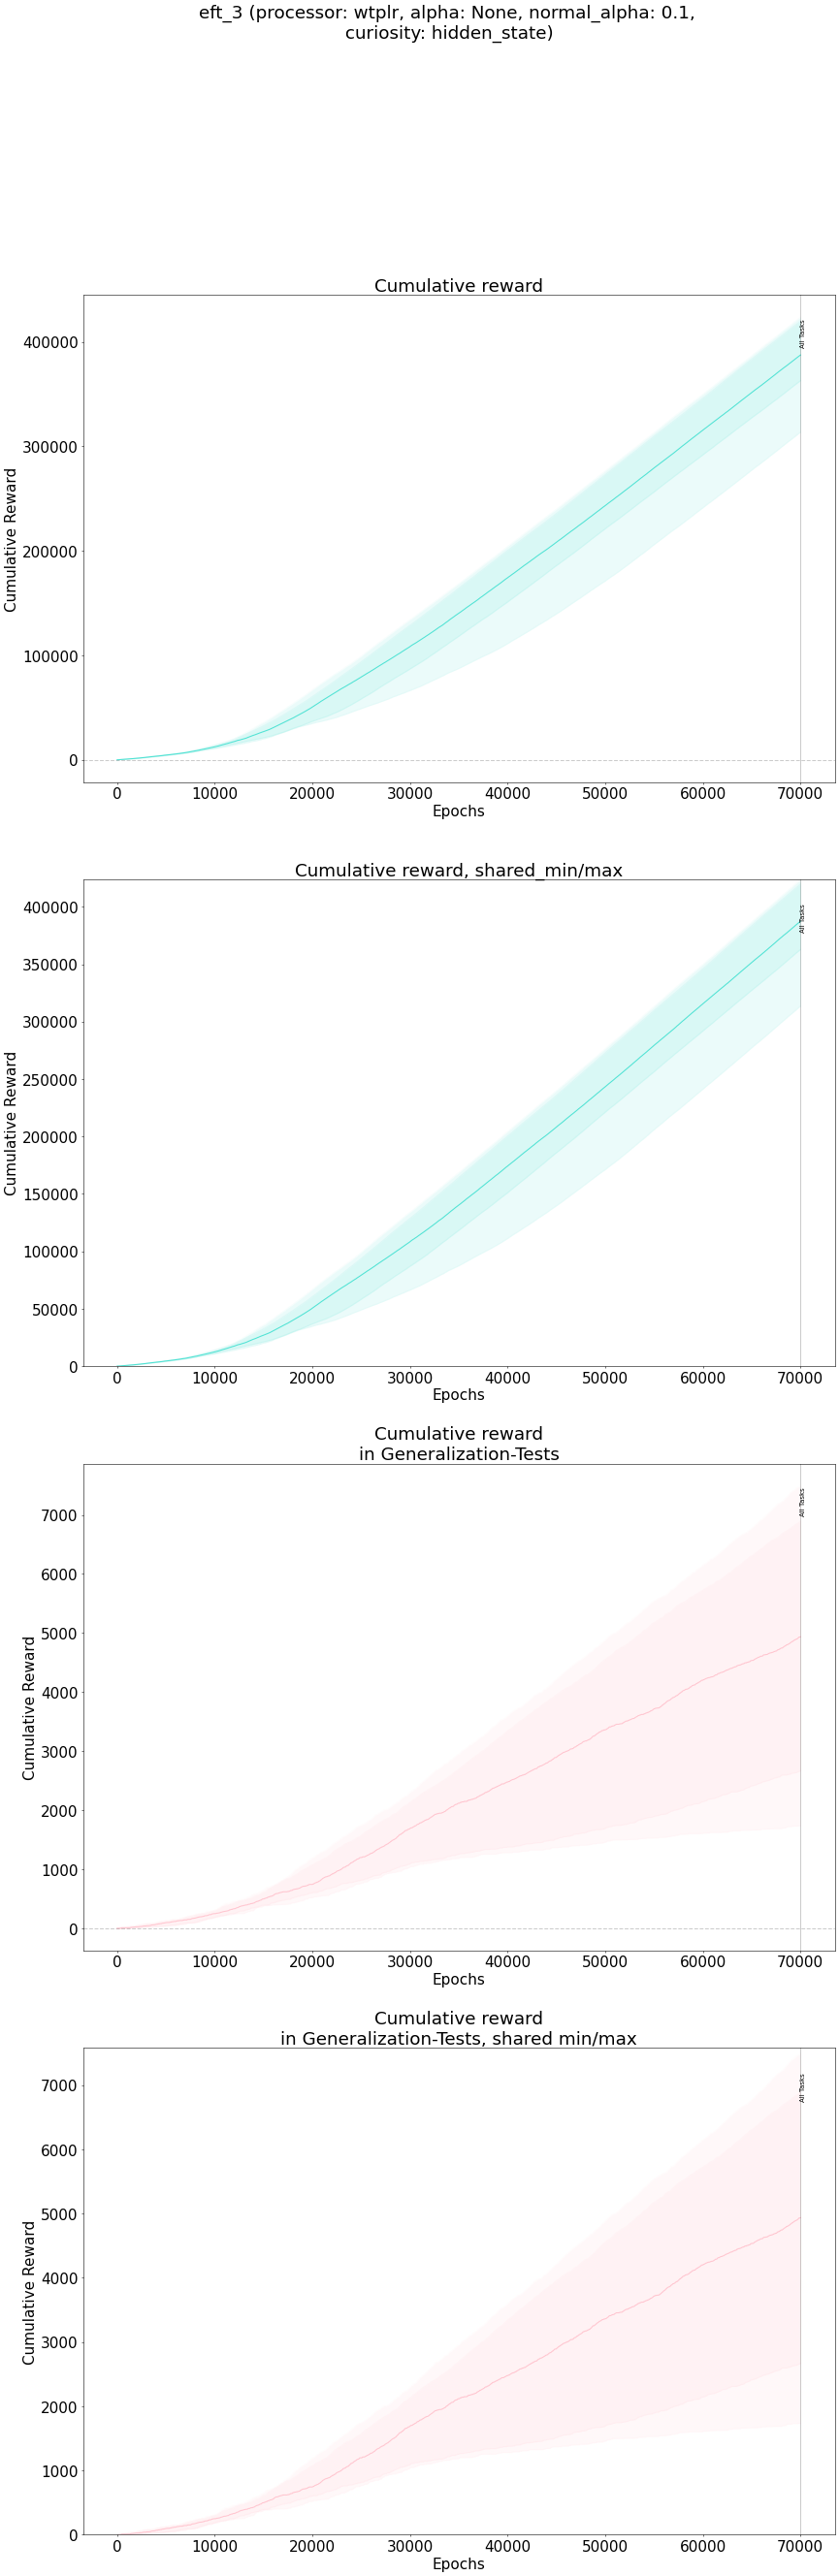 eft_3 (processor: wtplr, alpha: None, normal_alpha: 0.1,
curiosity: hidden_state)
Cumulative reward
All Tasks
400000
300000
200000
100000
0
Cumulative Reward
0 10000 20000 30000 40000 50000 60000 70000
Epochs
Cumulative reward, shared_min/max
All Tasks
400000
350000
300000
250000
200000
150000
100000
50000
0
Cumulative Reward
0 10000 20000 30000 40000 50000 60000 70000
Epochs
Cumulative reward
in Generalization-Tests
All Tasks
7000
6000
5000
4000
3000
2000
1000
0
Cumulative Reward
0 10000 20000 30000 40000 50000 60000 70000
Epochs
Cumulative reward
in Generalization-Tests, shared min/max
All Tasks
7000
6000
5000
4000
3000
2000
1000
0
Cumulative Reward
0 10000 20000 30000 40000 50000 60000 70000
Epochs